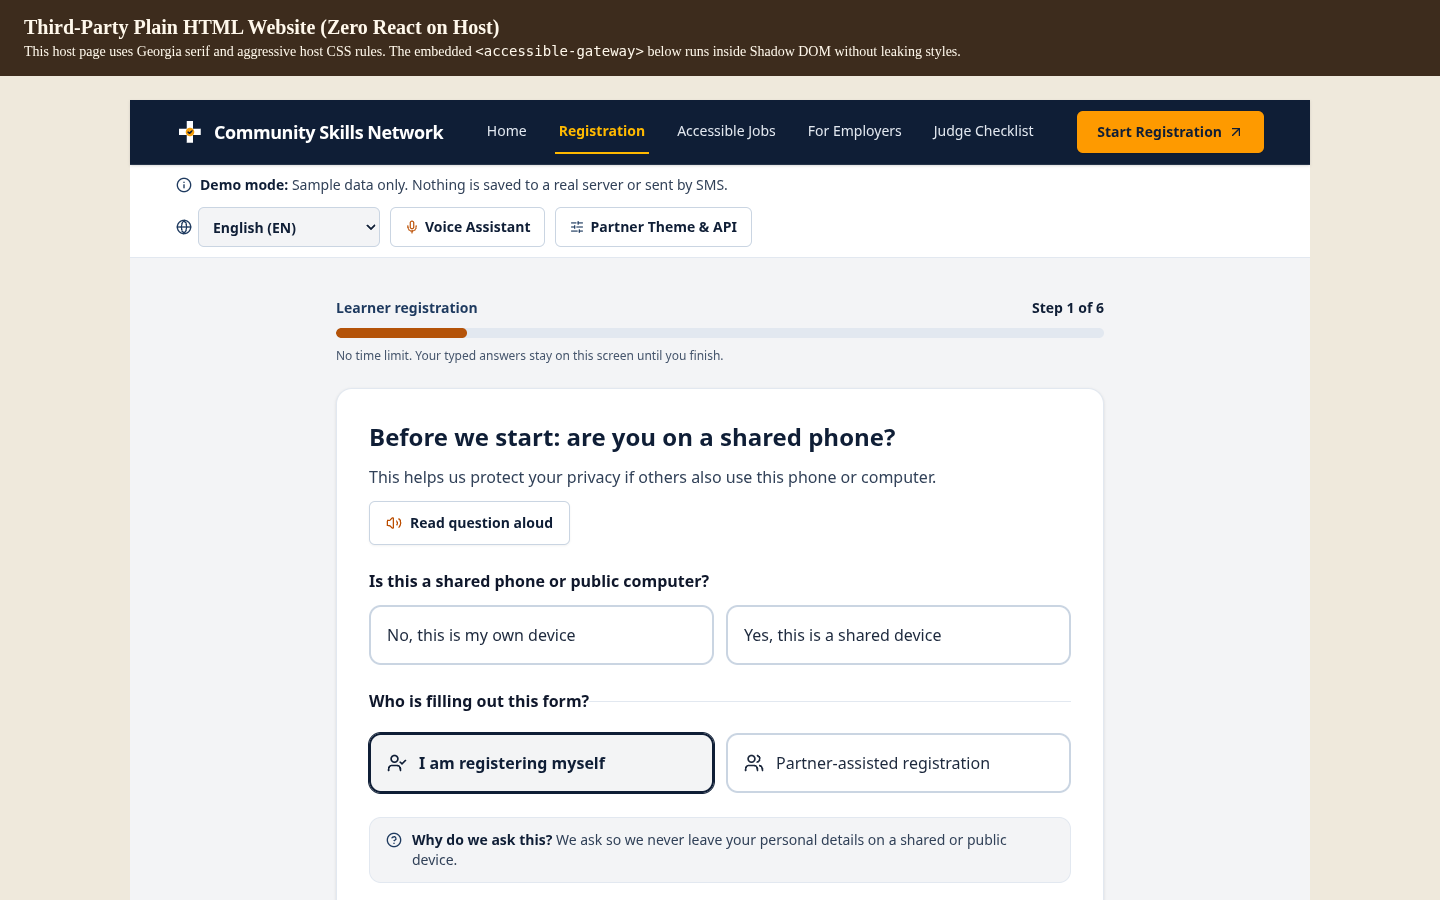 Third-Party Plain HTML Website (Zero React on Host)
This host page uses Georgia serif and aggressive host CSS rules. The embedded <accessible-gateway> below runs inside Shadow DOM without leaking styles.
Community Skills Network
Home
Registration
Accessible Jobs
For Employers
Judge Checklist
Start Registration
Demo mode: Sample data only. Nothing is saved to a real server or sent by SMS.
English (EN)
Voice Assistant
Partner Theme & API
Learner registration
Step 1 of 6
No time limit. Your typed answers stay on this screen until you finish.
Before we start: are you on a shared phone?
This helps us protect your privacy if others also use this phone or computer.
Read question aloud
Is this a shared phone or public computer?
No, this is my own device
Yes, this is a shared device
Who is filling out this form?
I am registering myself
Partner-assisted registration
Why do we ask this? We ask so we never leave your personal details on a shared or public
device.